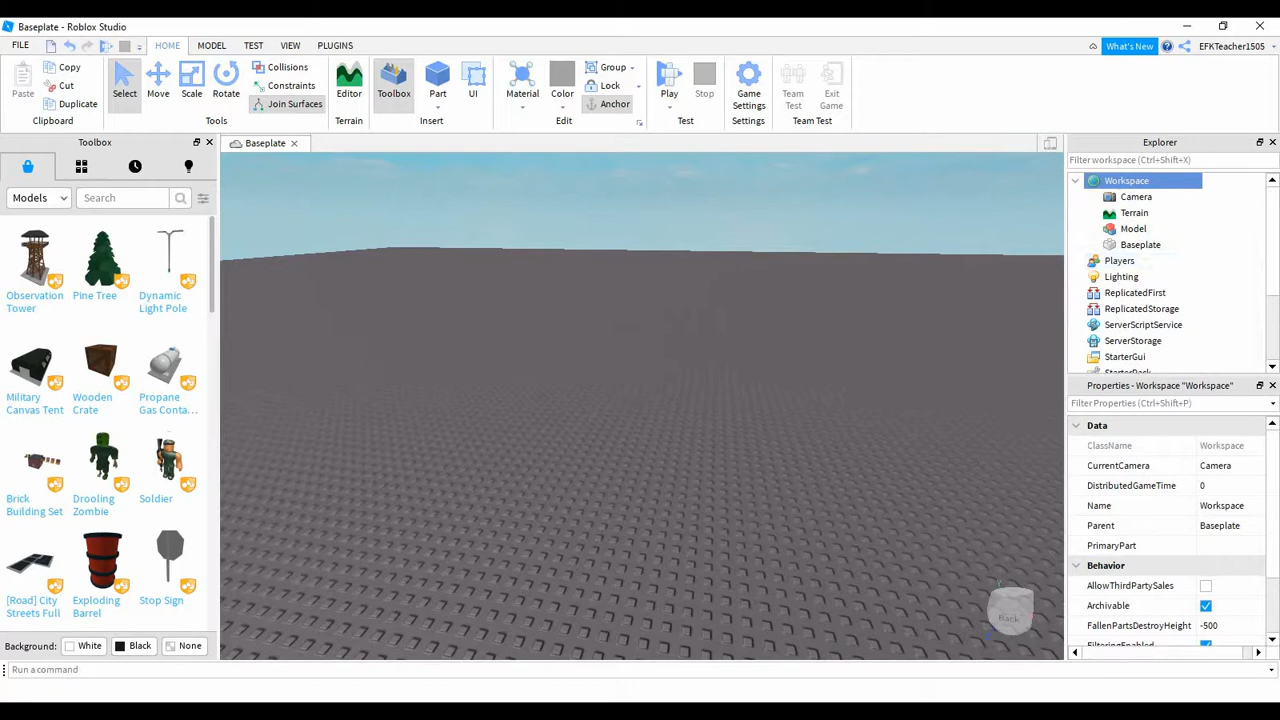 Baseplate - Roblox Studio
FILE HOME MODEL TEST VIEW PLUGINS What's New EFKTeacher1505
Paste Copy Cut Duplicate Clipboard
Select Move Scale Rotate Collisions Constraints Join Surfaces Tools
Editor Terrain
Toolbox Part UI Insert
Material Color Group Lock Anchor Edit
Play Stop Test
Game Settings Settings
Team Test Exit Game Team Test
Toolbox
Models Search
Observation Tower
Pine Tree
Dynamic Light Pole
Military Canvas Tent
Wooden Crate
Propane Gas Conta...
Brick Building Set
Drooling Zombie
Soldier
[Road] City Streets Full
Exploding Barrel
Stop Sign
Background: White Black None
Baseplate
Back
Y
Explorer
Filter workspace (Ctrl+Shift+X)
Workspace
Camera
Terrain
Model
Baseplate
Players
Lighting
ReplicatedFirst
ReplicatedStorage
ServerScriptService
ServerStorage
StarterGui
StarterPack
Properties - Workspace "Workspace"
Filter Properties (Ctrl+Shift+P)
Data
ClassName Workspace
CurrentCamera Camera
DistributedGameTime 0
Name Workspace
Parent Baseplate
PrimaryPart
Behavior
AllowThirdPartySales
Archivable
FallenPartsDestroyHeight -500
FilteringEnabled
Run a command